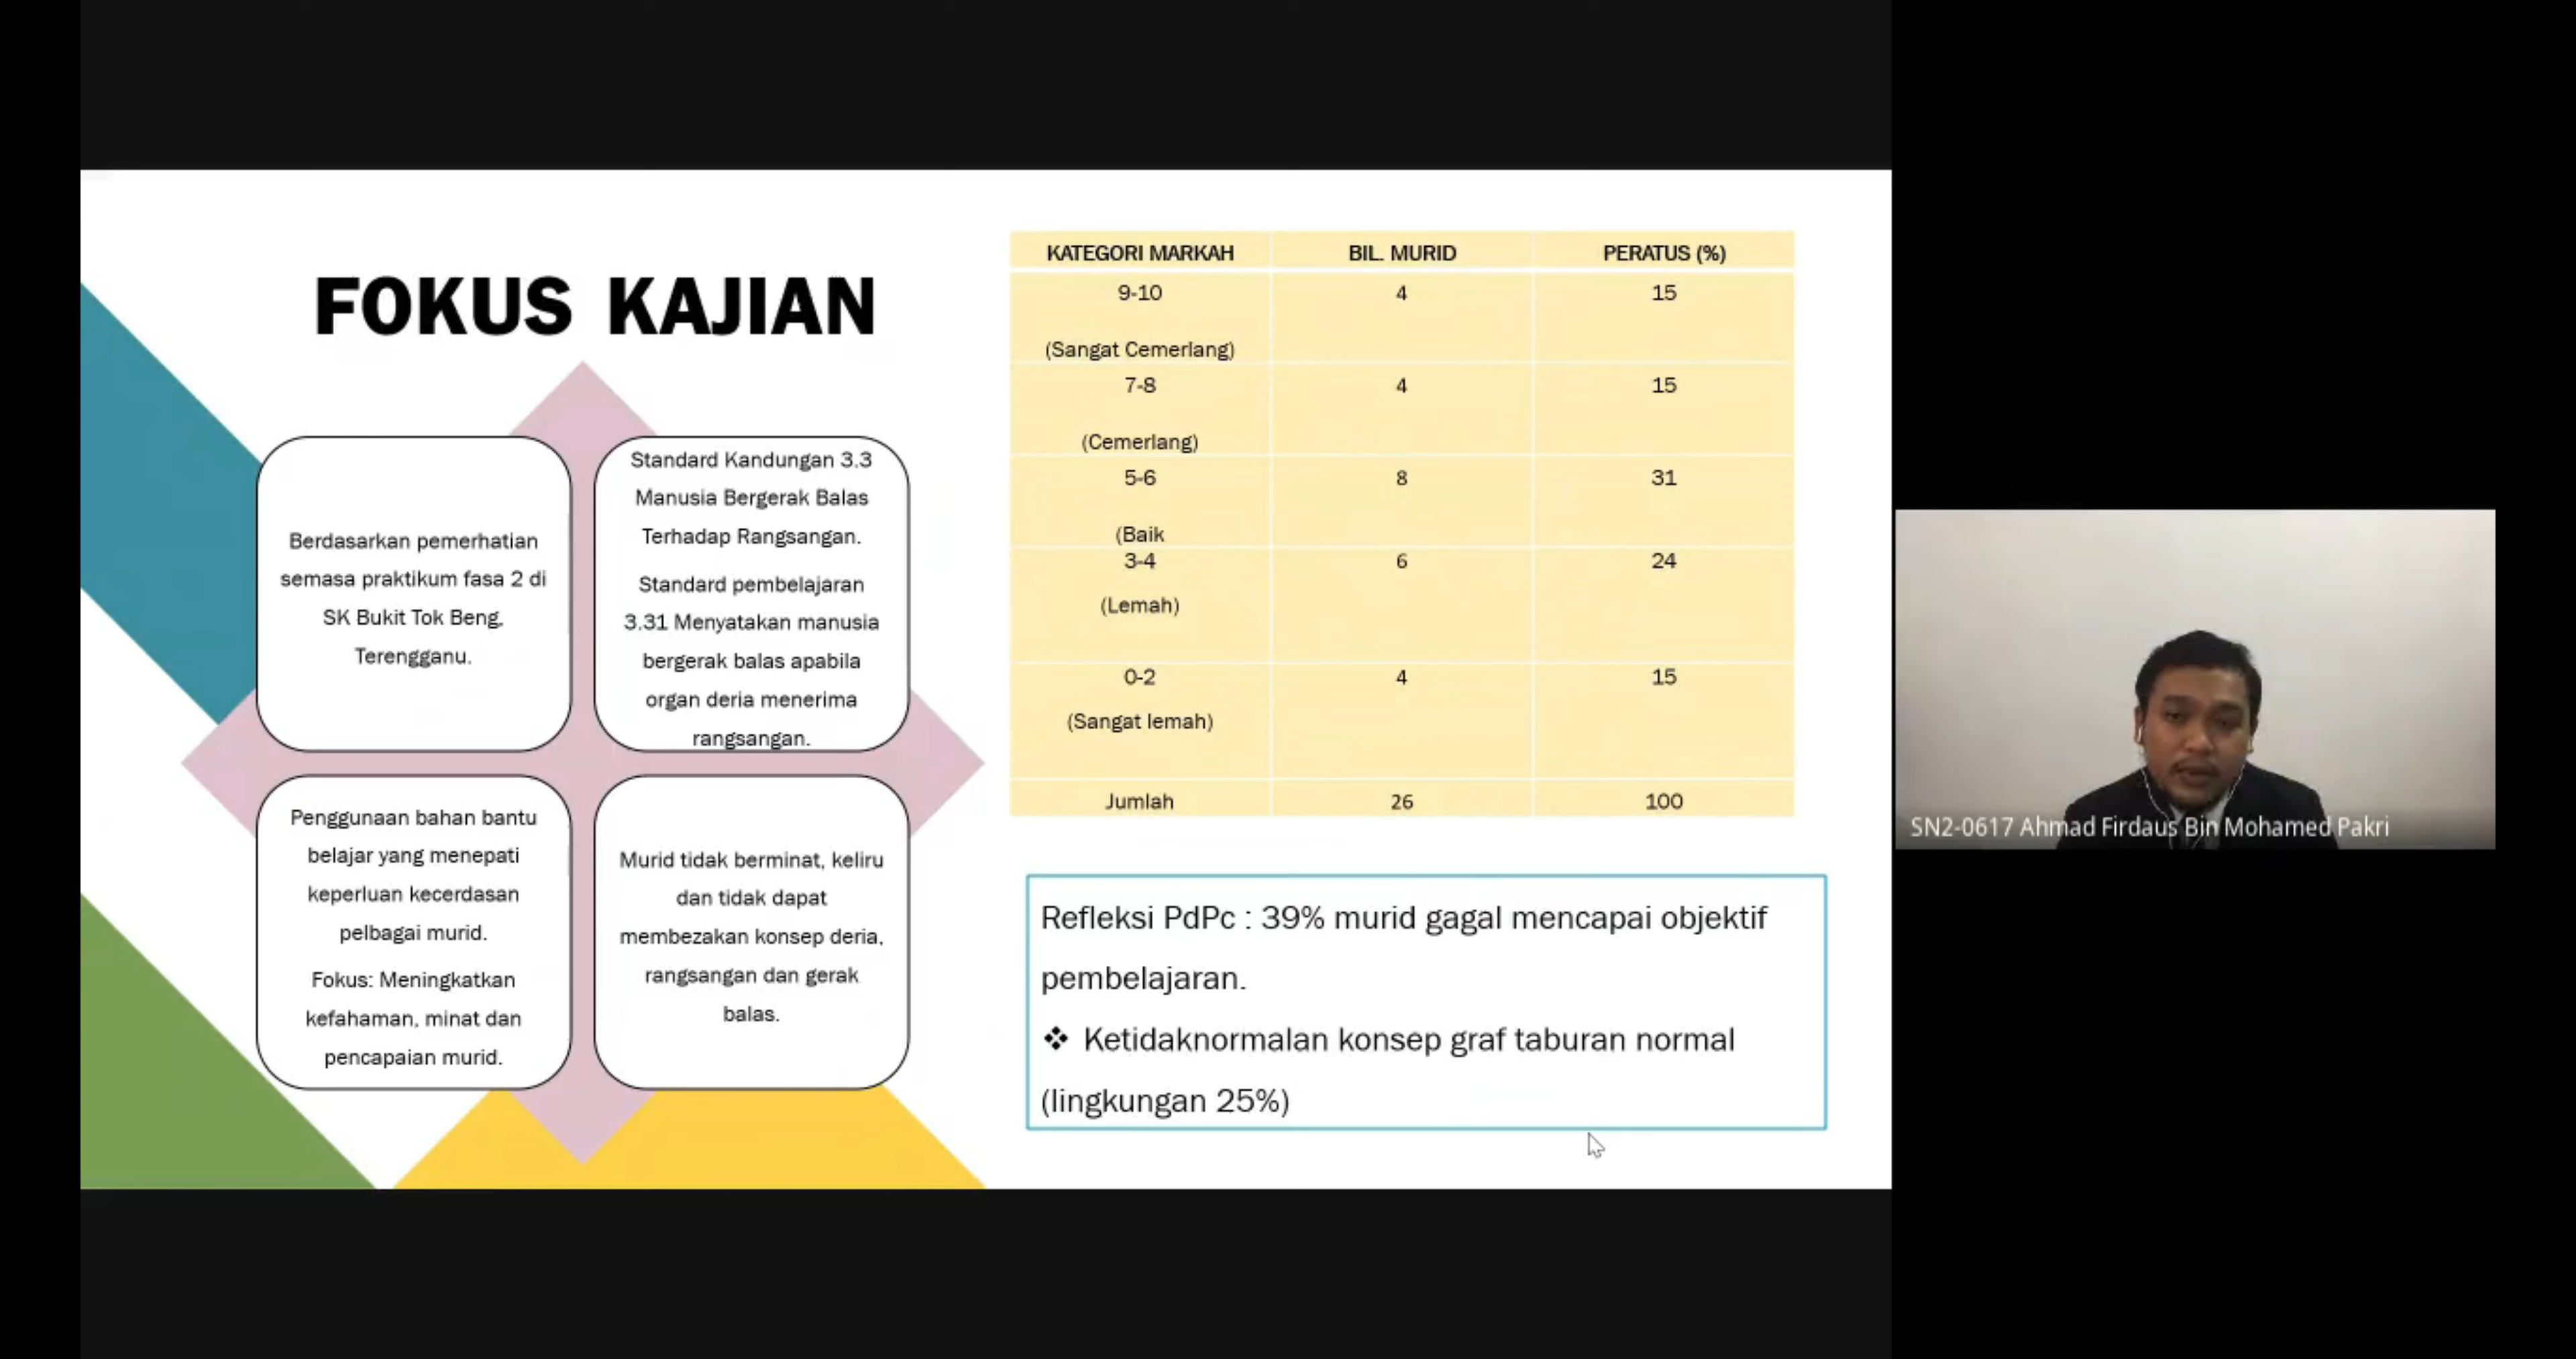 FOKUS KAJIAN
Berdasarkan pemerhatian
semasa praktikum fasa 2 di
SK Bukit Tok Beng,
Terengganu.
Standard Kandungan 3.3
Manusia Bergerak Balas
Terhadap Rangsangan.
Standard pembelajaran
3.31 Menyatakan manusia
bergerak balas apabila
organ deria menerima
rangsangan.
Penggunaan bahan bantu
belajar yang menepati
keperluan kecerdasan
pelbagai murid.
Fokus: Meningkatkan
kefahaman, minat dan
pencapaian murid.
Murid tidak berminat, keliru
dan tidak dapat
membezakan konsep deria,
rangsangan dan gerak
balas.
KATEGORI MARKAH BIL. MURID PERATUS (%)
9-10 4 15
(Sangat Cemerlang)
7-8 4 15
(Cemerlang)
5-6 8 31
(Baik
3-4 6 24
(Lemah)
0-2 4 15
(Sangat lemah)
Jumlah 26 100
Refleksi PdPc : 39% murid gagal mencapai objektif
pembelajaran.
❖ Ketidaknormalan konsep graf taburan normal
(lingkungan 25%)
SN2-0617 Ahmad Firdaus Bin Mohamed Pakri